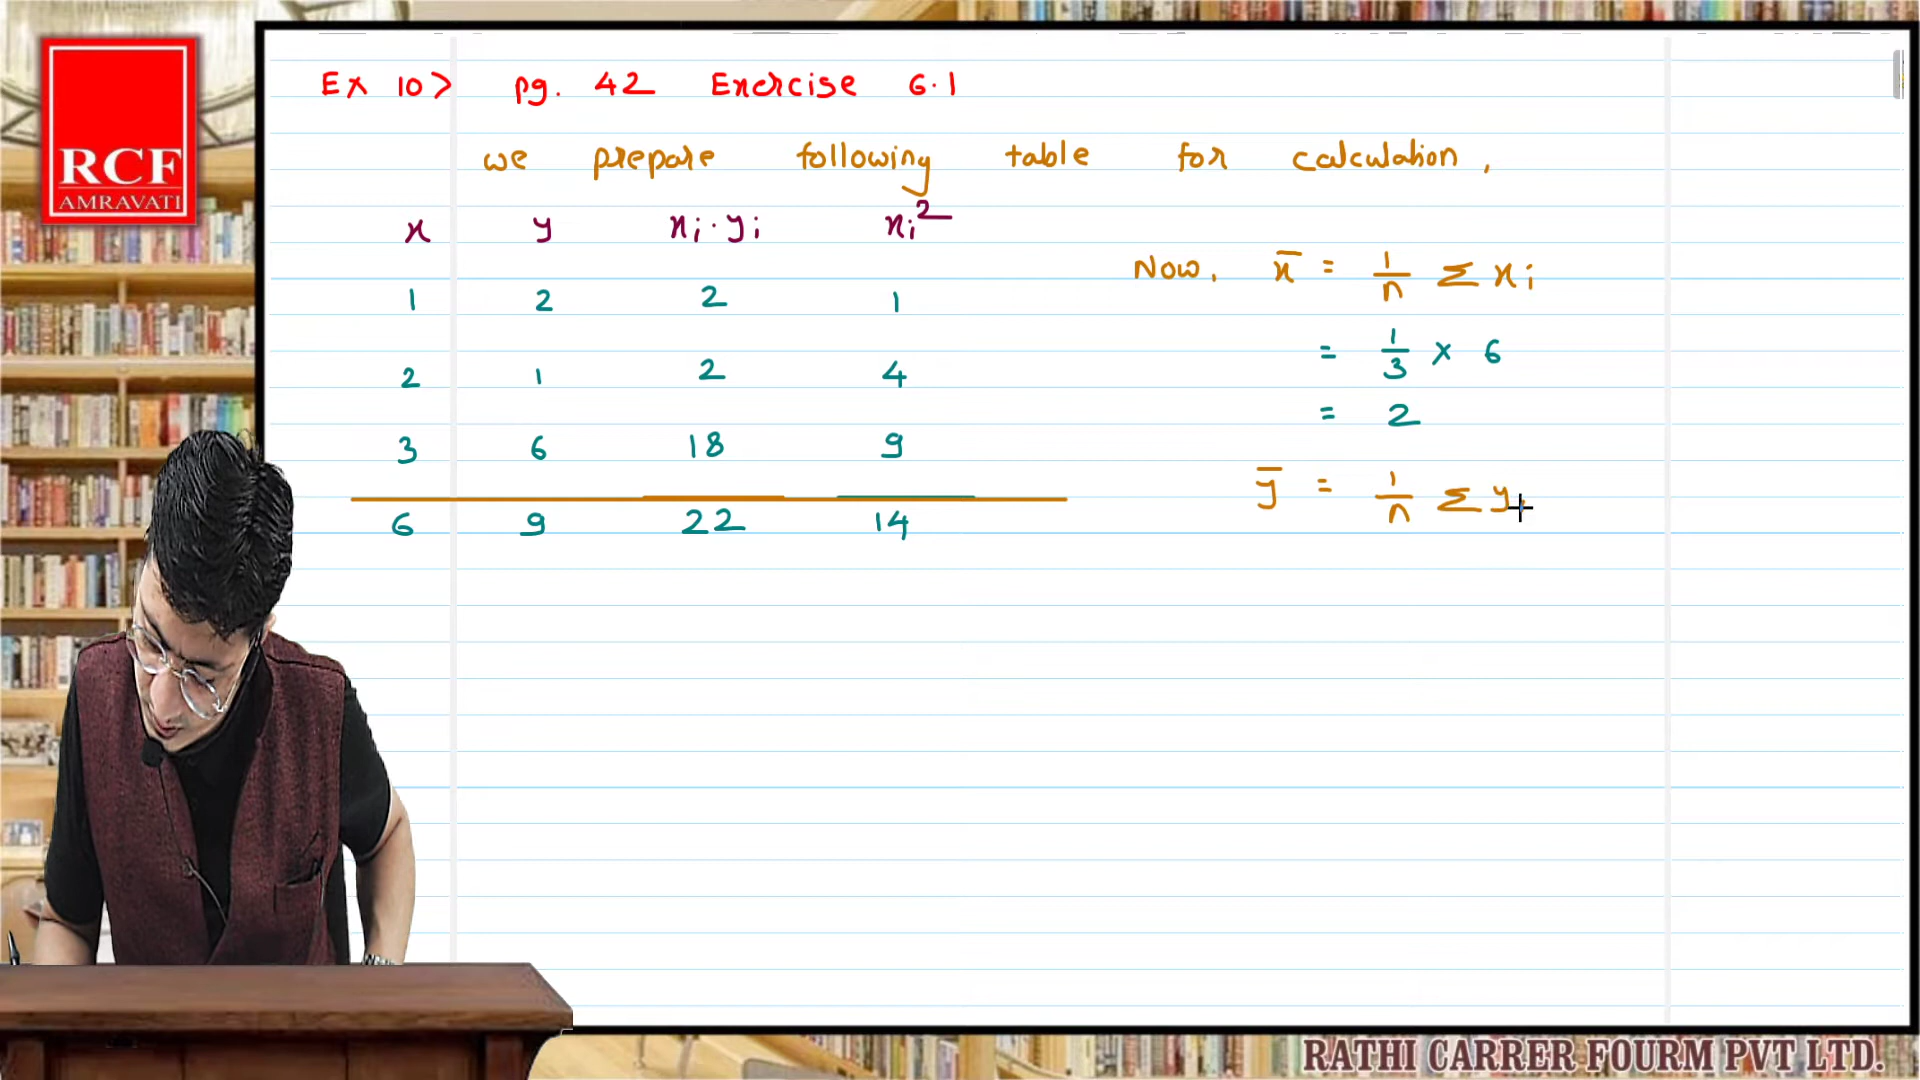 RCF
AMRAVATI
Ex 10> pg. 42 Exercise 6.1
we prepare following table for calculation,
x y xi·yi xi²
1 2 2 1
2 1 2 4
3 6 18 9
6 9 22 14
Now, x̄ = 1/n Σ xi
= 1/3 × 6
= 2
ȳ = 1/n Σ yi
RATHI CARRER FOURM PVT LTD.